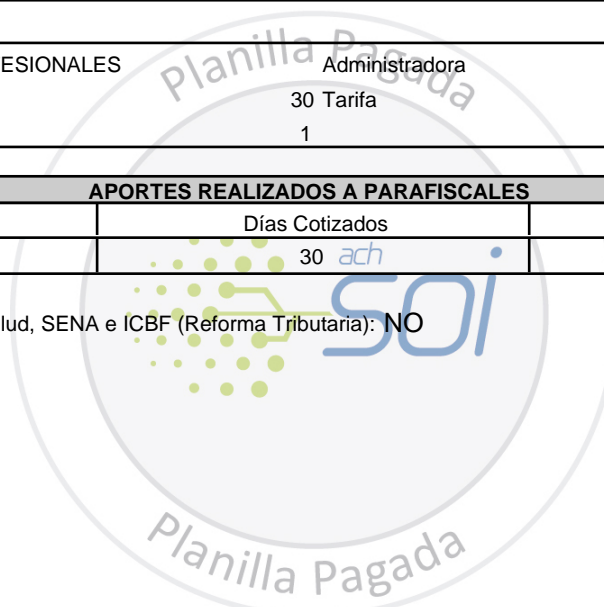 Planilla Pagada
ESIONALES Administradora
30 Tarifa
1
APORTES REALIZADOS A PARAFISCALES
Días Cotizados
30
ach
soi
lud, SENA e ICBF (Reforma Tributaria): NO
Planilla Pagada